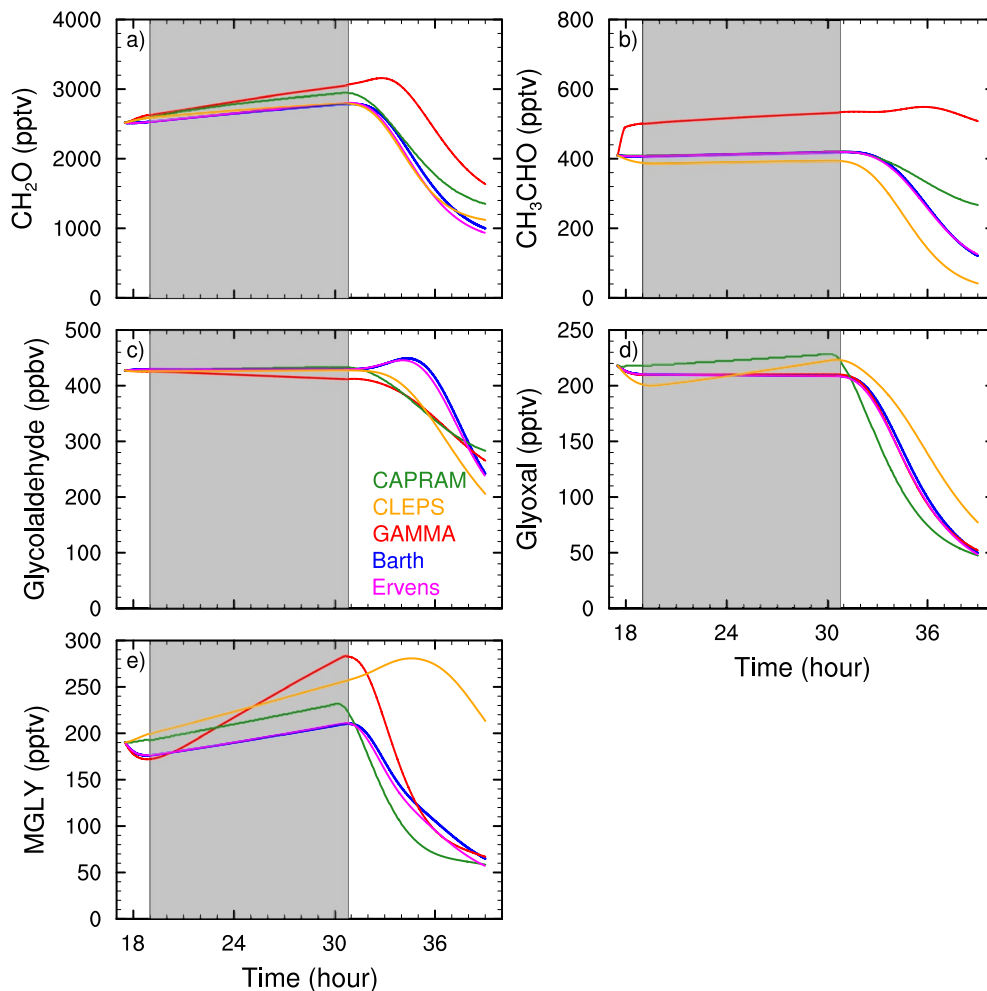 a)
4000
3000
2000
1000
0
CH₂O (pptv)
b)
800
600
400
200
0
CH₃CHO (pptv)
c)
500
400
300
200
100
0
Glycolaldehyde (ppbv)
CAPRAM
CLEPS
GAMMA
Barth
Ervens
d)
250
200
150
100
50
0
Glyoxal (pptv)
18 24 30 36
Time (hour)
e)
300
250
200
150
100
50
0
MGLY (pptv)
18 24 30 36
Time (hour)